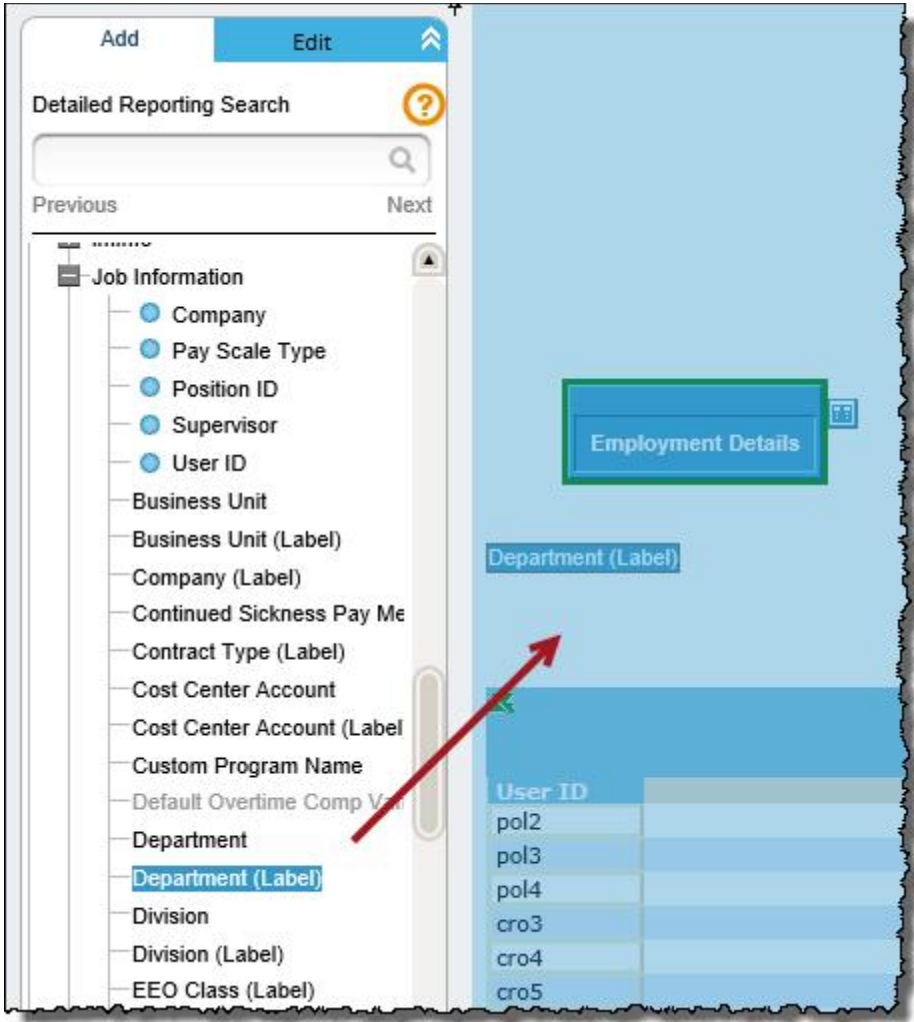 Add
Edit
Detailed Reporting Search
?
Previous
Next
Job Information
Company
Pay Scale Type
Position ID
Supervisor
User ID
Business Unit
Business Unit (Label)
Company (Label)
Continued Sickness Pay Me
Contract Type (Label)
Cost Center Account
Cost Center Account (Label
Custom Program Name
Default Overtime Comp Va
Department
Department (Label)
Division
Division (Label)
EEO Class (Label)
Employment Details
Department (Label)
User ID
pol2
pol3
pol4
cro3
cro4
cro5